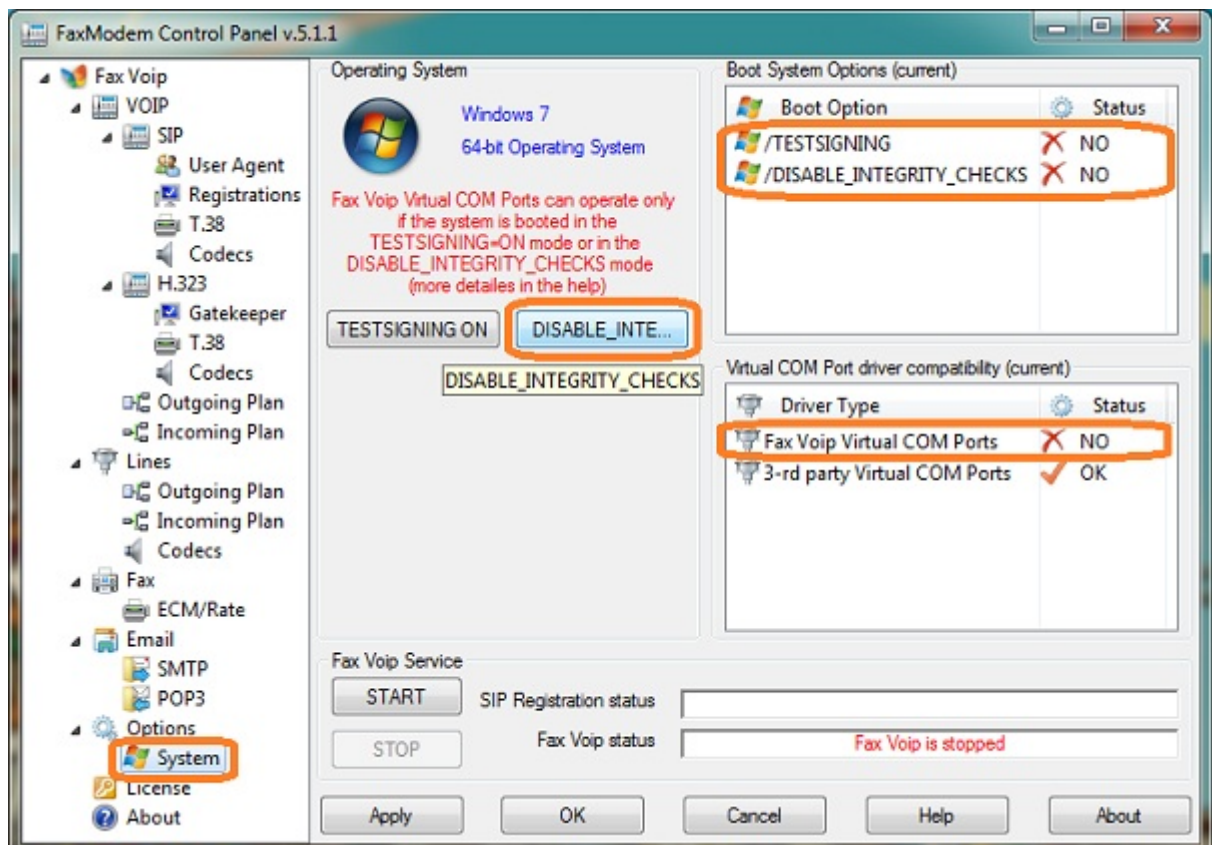 FaxModem Control Panel v.5.1.1
Fax Voip
VOIP
SIP
User Agent
Registrations
T.38
Codecs
H.323
Gatekeeper
T.38
Codecs
Outgoing Plan
Incoming Plan
Lines
Outgoing Plan
Incoming Plan
Codecs
Fax
ECM/Rate
Email
SMTP
POP3
Options
System
License
About
Operating System
Windows 7
64-bit Operating System
Fax Voip Virtual COM Ports can operate only
if the system is booted in the
TESTSIGNING=ON mode or in the
DISABLE_INTEGRITY_CHECKS mode
(more detailes in the help)
TESTSIGNING ON
DISABLE_INTE...
DISABLE_INTEGRITY_CHECKS
Boot System Options (current)
Boot Option Status
/TESTSIGNING NO
/DISABLE_INTEGRITY_CHECKS NO
Virtual COM Port driver compatibility (current)
Driver Type Status
Fax Voip Virtual COM Ports NO
3-rd party Virtual COM Ports OK
Fax Voip Service
START
SIP Registration status
STOP
Fax Voip status
Fax Voip is stopped
Apply
OK
Cancel
Help
About